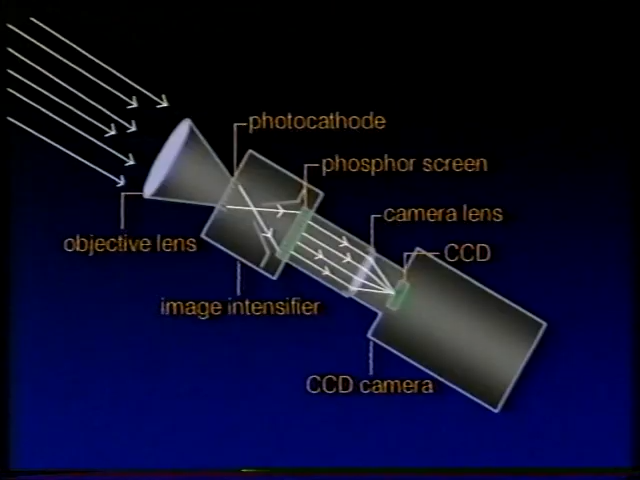 photocathode
phosphor screen
camera lens
objective lens
CCD
image intensifier
CCD camera